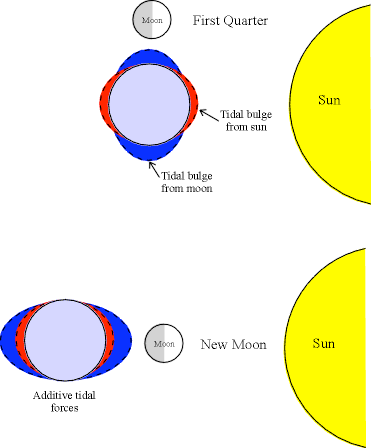 Moon
First Quarter
Sun
Tidal bulge
from sun
Tidal bulge
from moon
Moon
New Moon
Sun
Additive tidal
forces